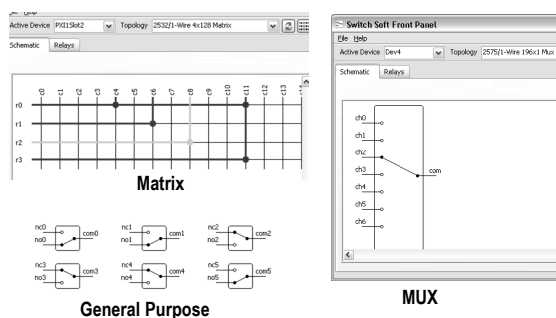 Active Device PXI1Slot2 Topology 2532/1-Wire 4x128 Matrix
Schematic Relays
c0 c1 c2 c3 c4 c5 c6 c7 c8 c9 c10 c11 c12 c13
r0
r1
r2
r3
Matrix
nc0 no0 com0
nc1 no1 com1
nc2 no2 com2
nc3 no3 com3
nc4 no4 com4
nc5 no5 com5
General Purpose
Switch Soft Front Panel
File Help
Active Device Dev4 Topology 2575/1-Wire 196x1 Mux
Schematic Relays
ch0
ch1
ch2
ch3
ch4
ch5
ch6
com
MUX